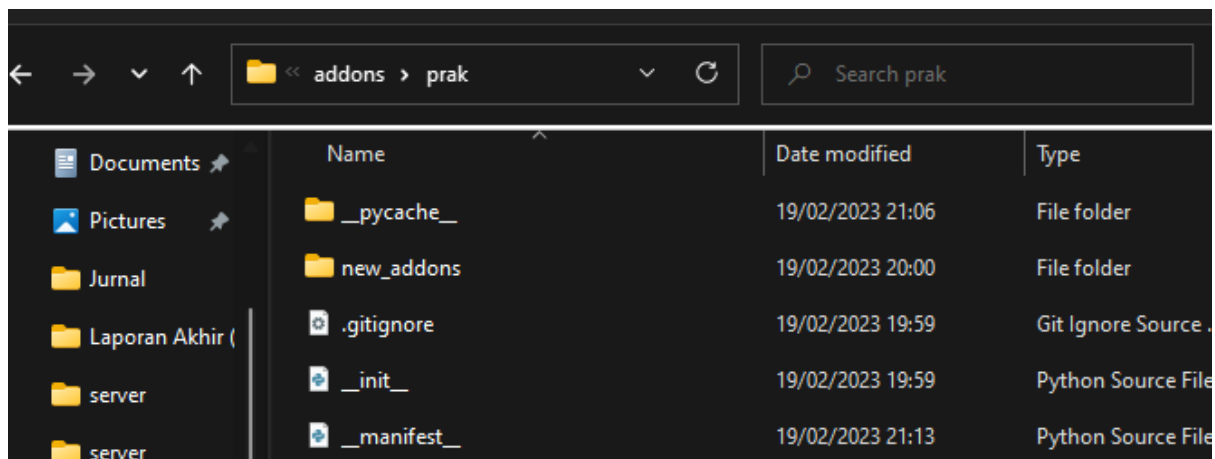 addons > prak
Search prak
Documents
Pictures
Jurnal
Laporan Akhir (
server
server
Name Date modified Type
__pycache__ 19/02/2023 21:06 File folder
new_addons 19/02/2023 20:00 File folder
.gitignore 19/02/2023 19:59 Git Ignore Source .
__init__ 19/02/2023 19:59 Python Source File
__manifest__ 19/02/2023 21:13 Python Source File